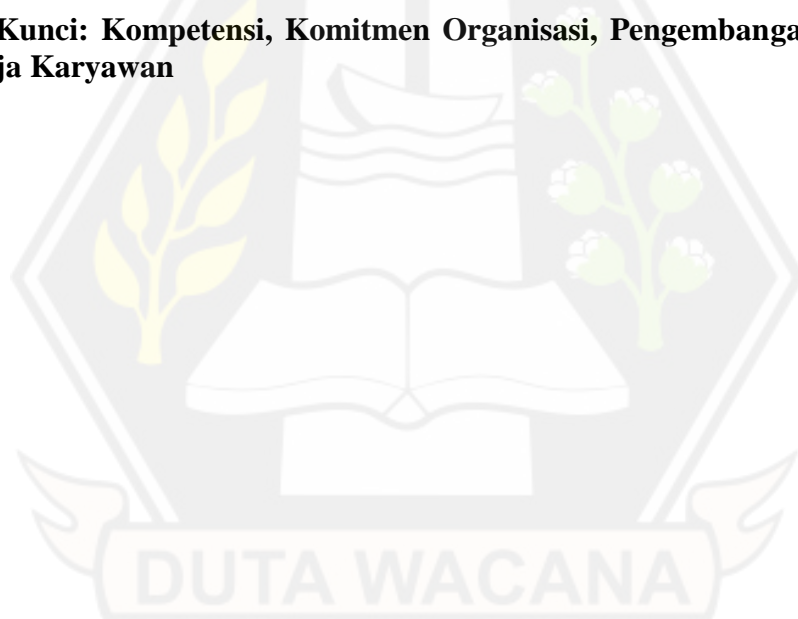 Kunci: Kompetensi, Komitmen Organisasi, Pengembanga
ja Karyawan
DUTA WACANA